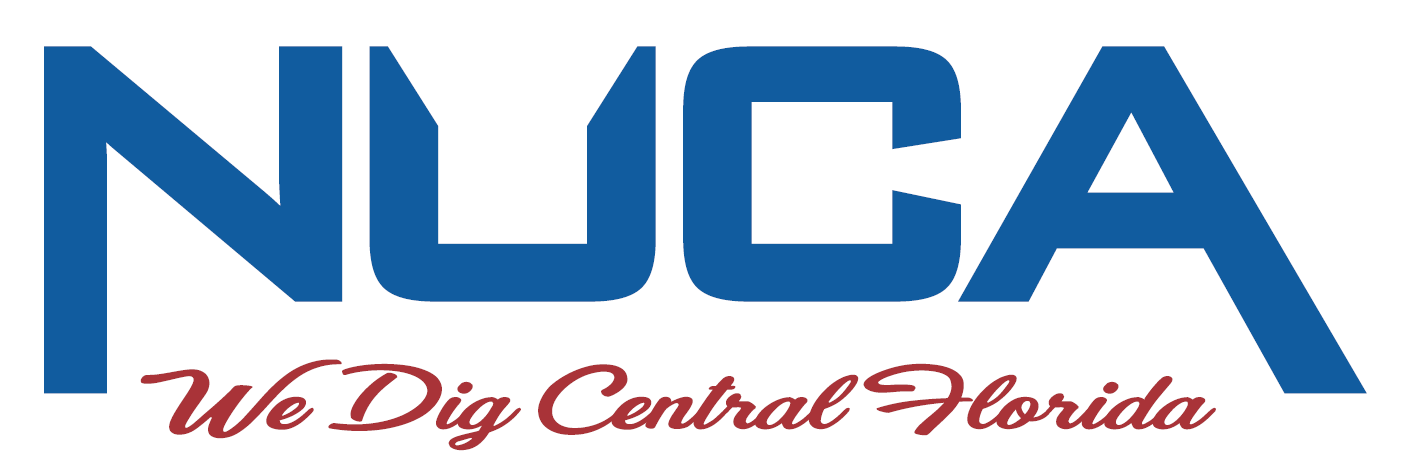 NUCA
We Dig Central Florida